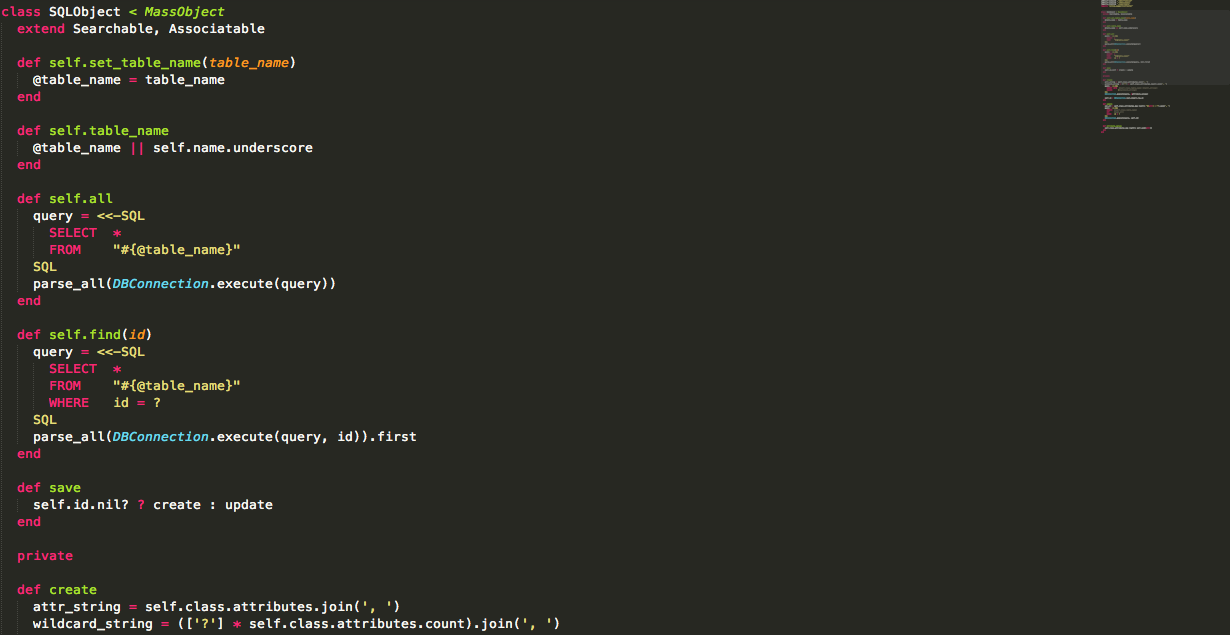 class SQLObject < MassObject
  extend Searchable, Associatable

  def self.set_table_name(table_name)
    @table_name = table_name
  end

  def self.table_name
    @table_name || self.name.underscore
  end

  def self.all
    query = <<-SQL
      SELECT  *
      FROM    "#{@table_name}"
    SQL
    parse_all(DBConnection.execute(query))
  end

  def self.find(id)
    query = <<-SQL
      SELECT  *
      FROM    "#{@table_name}"
      WHERE   id = ?
    SQL
    parse_all(DBConnection.execute(query, id)).first
  end

  def save
    self.id.nil? ? create : update
  end

  private

  def create
    attr_string = self.class.attributes.join(', ')
    wildcard_string = (['?'] * self.class.attributes.count).join(', ')